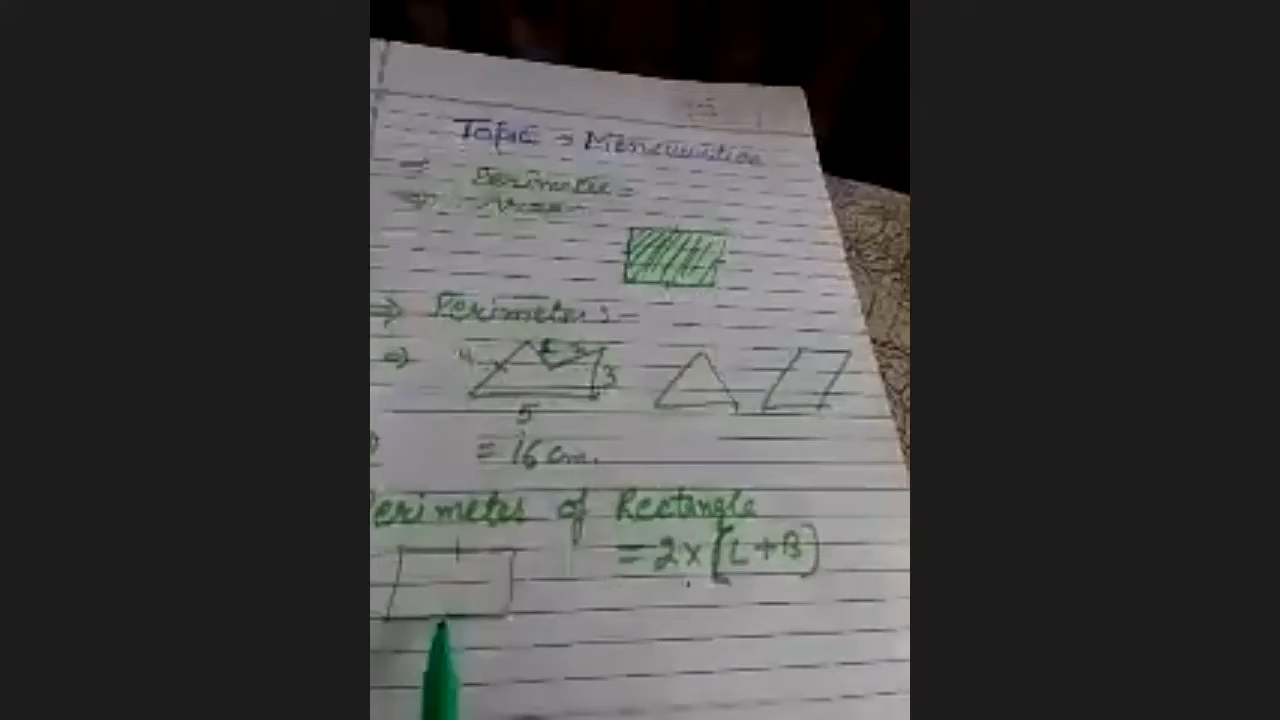 Topic → Mensuration
⇒ Perimeter =
⇒ Area =
⇒ Perimeter :-
⇒ 4 3
5
= 16 cm.
Perimeter of Rectangle
= 2 x [L + B)